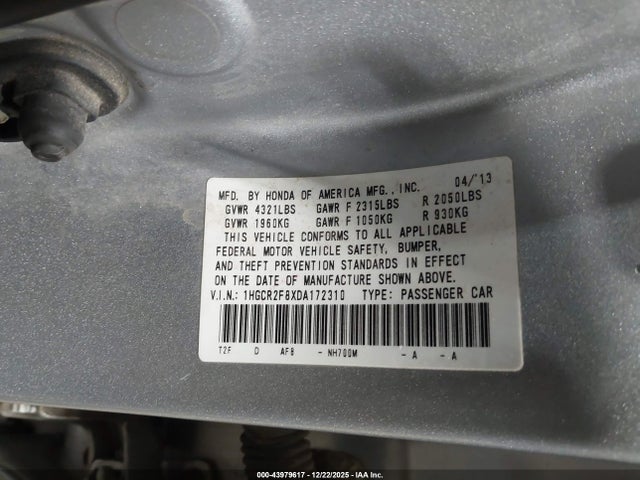 MFD. BY HONDA OF AMERICA MFG., INC. 04/'13
GVWR 4321LBS GAWR F 2315LBS R 2050LBS
GVWR 1960KG GAWR F 1050KG R 930KG
THIS VEHICLE CONFORMS TO ALL APPLICABLE
FEDERAL MOTOR VEHICLE SAFETY, BUMPER,
AND THEFT PREVENTION STANDARDS IN EFFECT
ON THE DATE OF MANUFACTURE SHOWN ABOVE.
V.I.N.: 1HGCR2F8XDA172310 TYPE: PASSENGER CAR
T2F D AF8 - NH700M - A - A
000-43979617 - 12/22/2025 - IAA Inc.